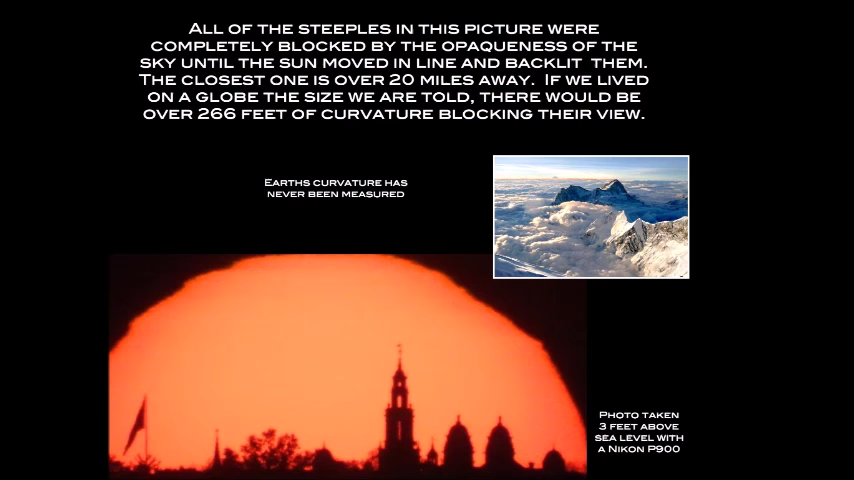 All of the steeples in this picture were
completely blocked by the opaqueness of the
sky until the sun moved in line and backlit them.
The closest one is over 20 miles away. If we lived
on a globe the size we are told, there would be
over 266 feet of curvature blocking their view.
Earths curvature has
never been measured
Photo taken
3 feet above
sea level with
a Nikon P900